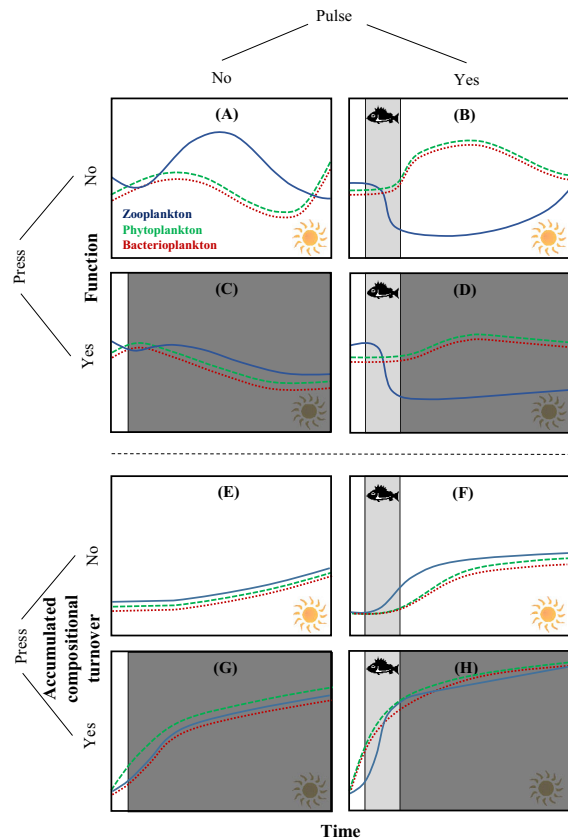 Pulse
No
Yes
Press
No
Yes
Function
(A)
Zooplankton
Phytoplankton
Bacterioplankton
(B)
(C)
(D)
Press
No
Yes
Accumulated
compositional
turnover
(E)
(F)
(G)
(H)
Time